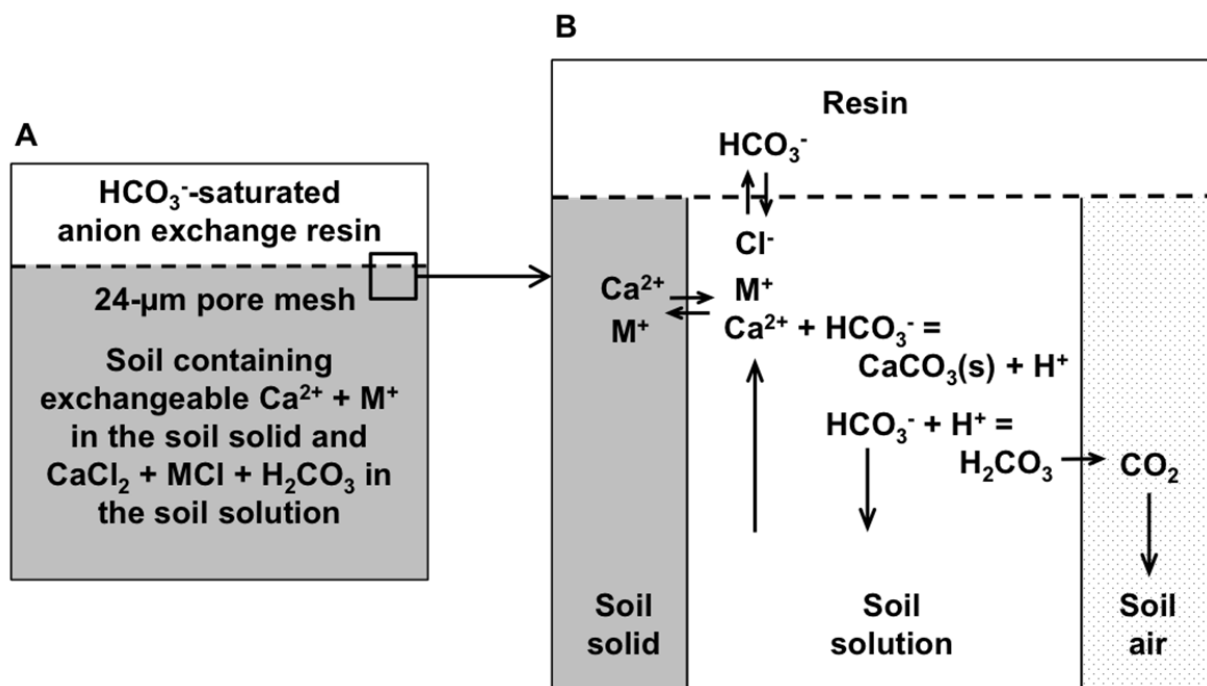 A
HCO₃⁻-saturated
anion exchange resin
24-µm pore mesh
Soil containing
exchangeable Ca²⁺ + M⁺
in the soil solid and
CaCl₂ + MCl + H₂CO₃ in
the soil solution
B
Resin
HCO₃⁻
Cl⁻
Ca²⁺
M⁺
M⁺
Ca²⁺ + HCO₃⁻ =
CaCO₃(s) + H⁺
HCO₃⁻ + H⁺ =
H₂CO₃
CO₂
Soil
solid
Soil
solution
Soil
air